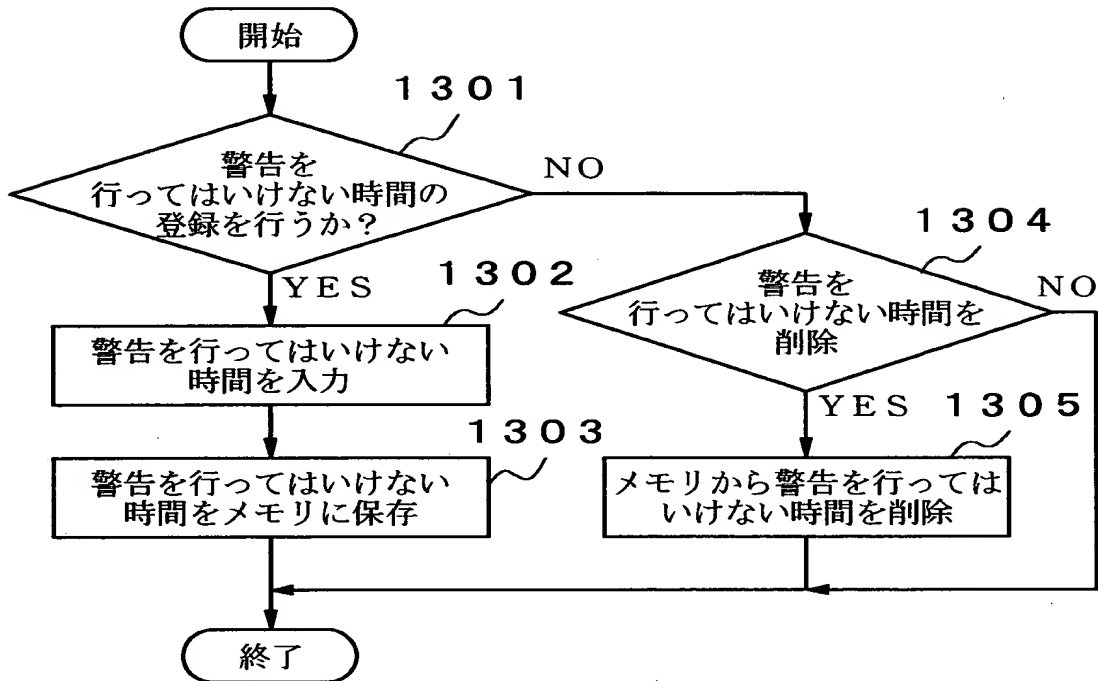 開始
1301
警告を
行ってはいけない時間の
登録を行うか？
NO
YES
1302
警告を行ってはいけない
時間を入力
1303
警告を行ってはいけない
時間をメモリに保存
1304
警告を
行ってはいけない時間を
削除
NO
YES
1305
メモリから警告を行っては
いけない時間を削除
終了